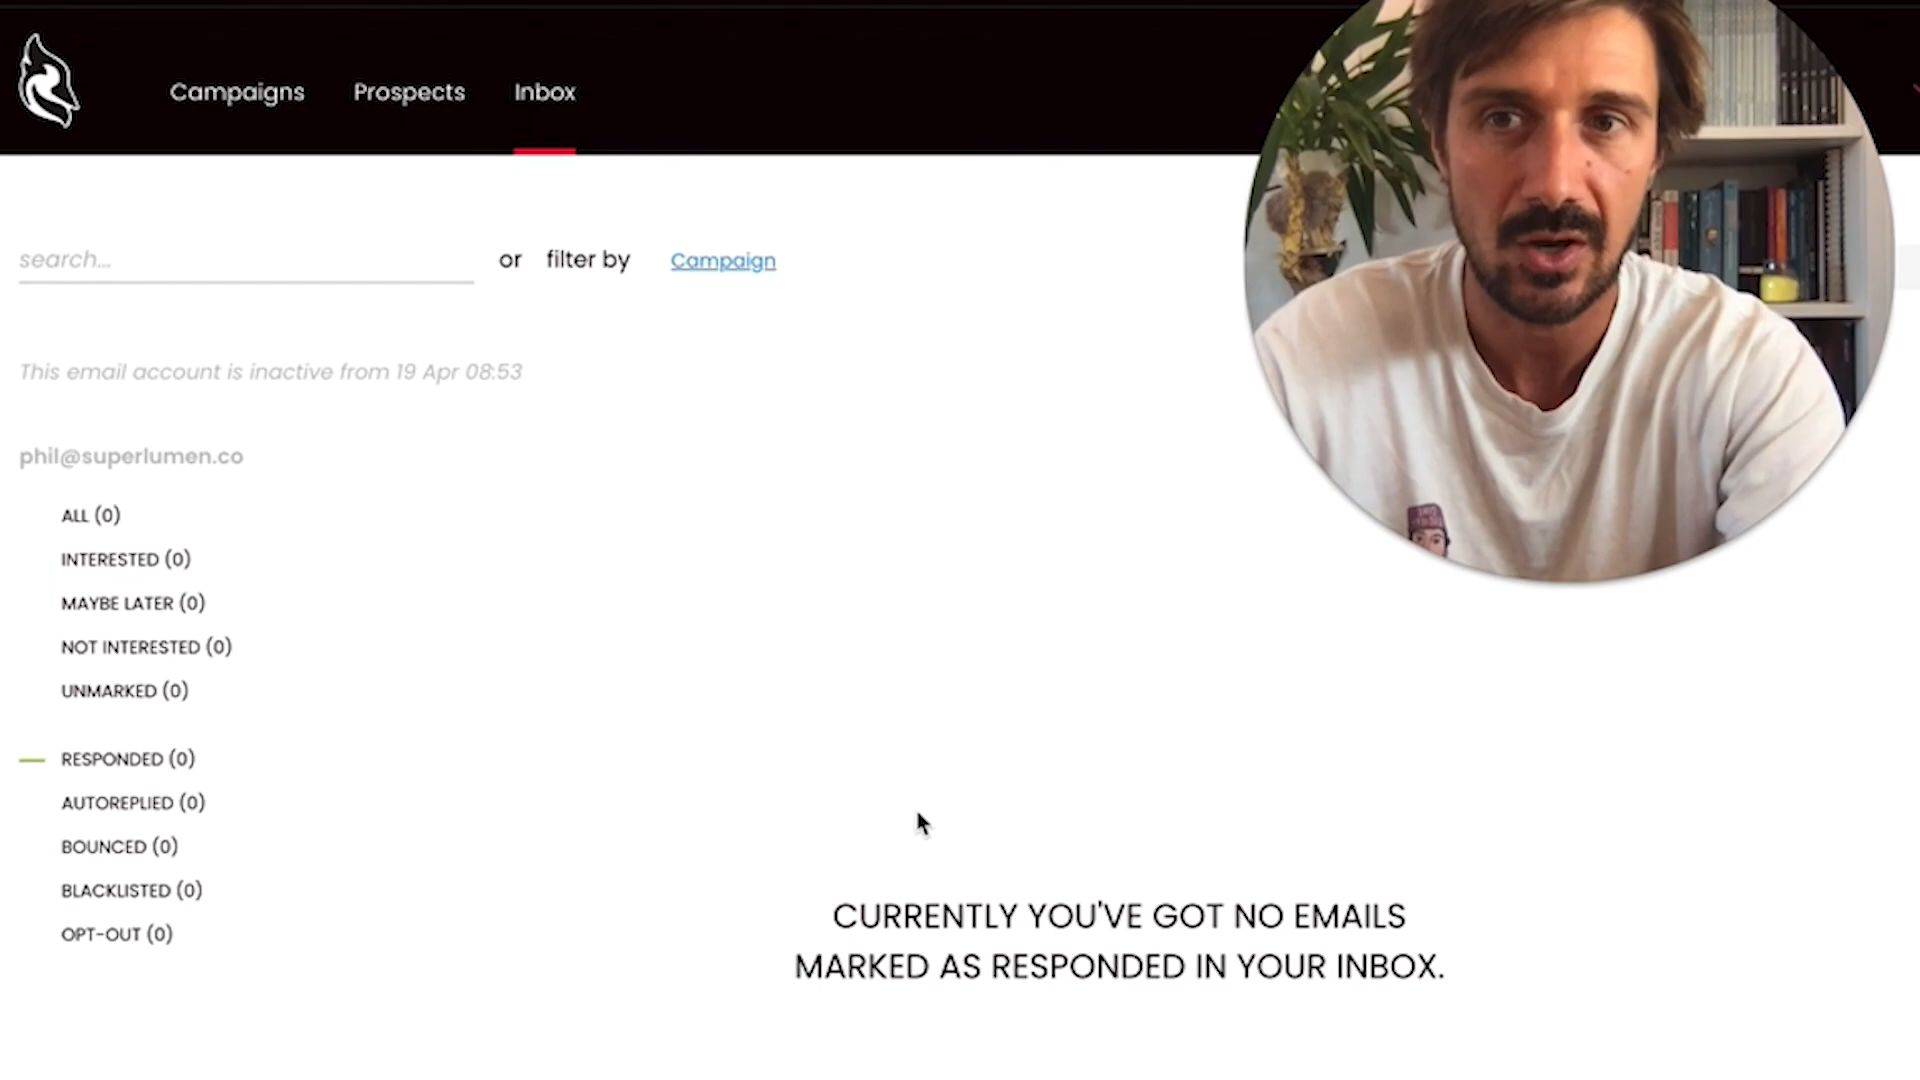 Campaigns Prospects Inbox
search... or filter by Campaign
This email account is inactive from 19 Apr 08:53
phil@superlumen.co
ALL (0)
INTERESTED (0)
MAYBE LATER (0)
NOT INTERESTED (0)
UNMARKED (0)
RESPONDED (0)
AUTOREPLIED (0)
BOUNCED (0)
BLACKLISTED (0)
OPT-OUT (0)
CURRENTLY YOU'VE GOT NO EMAILS
MARKED AS RESPONDED IN YOUR INBOX.